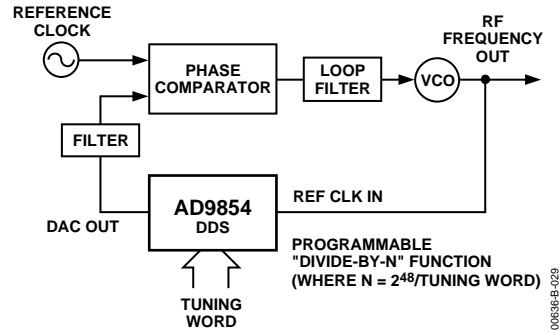 REFERENCE
CLOCK
PHASE
COMPARATOR
LOOP
FILTER
VCO
RF
FREQUENCY
OUT
FILTER
DAC OUT
AD9854
DDS
REF CLK IN
PROGRAMMABLE
"DIVIDE-BY-N" FUNCTION
(WHERE N = 2⁴⁸/TUNING WORD)
TUNING
WORD
00636-B-029